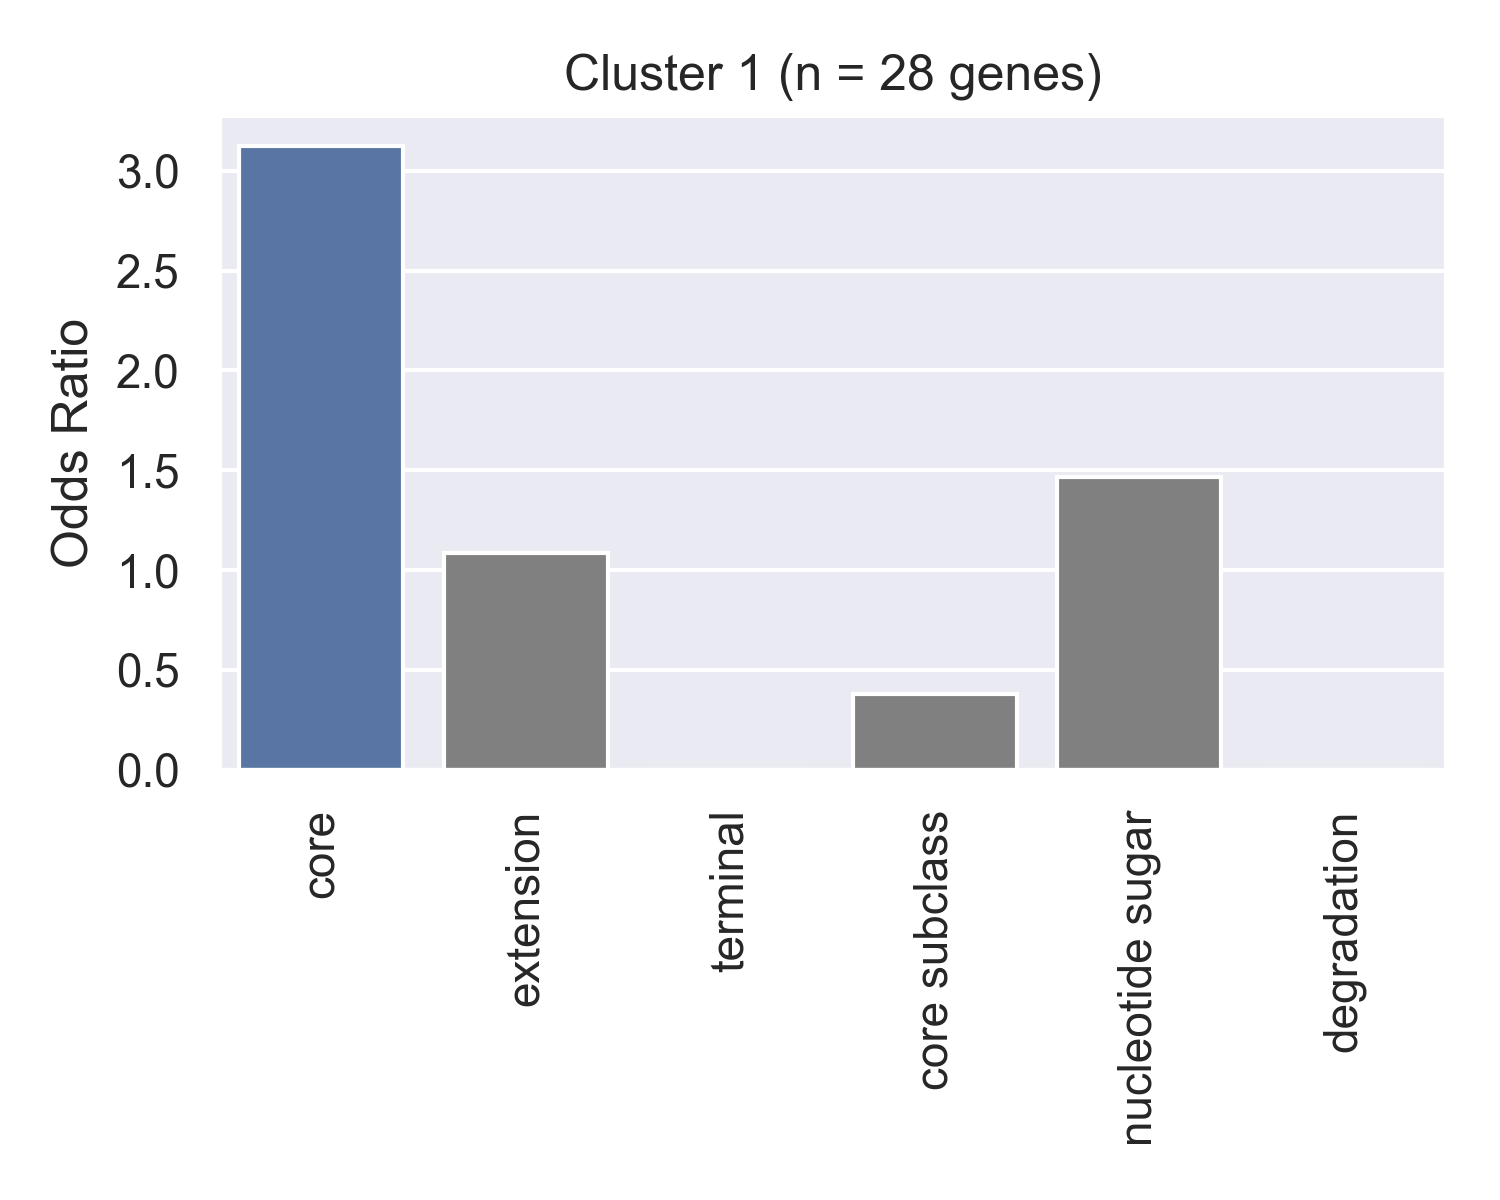 Cluster 1 (n = 28 genes)
Odds Ratio
3.0
2.5
2.0
1.5
1.0
0.5
0.0
core
extension
terminal
core subclass
nucleotide sugar
degradation